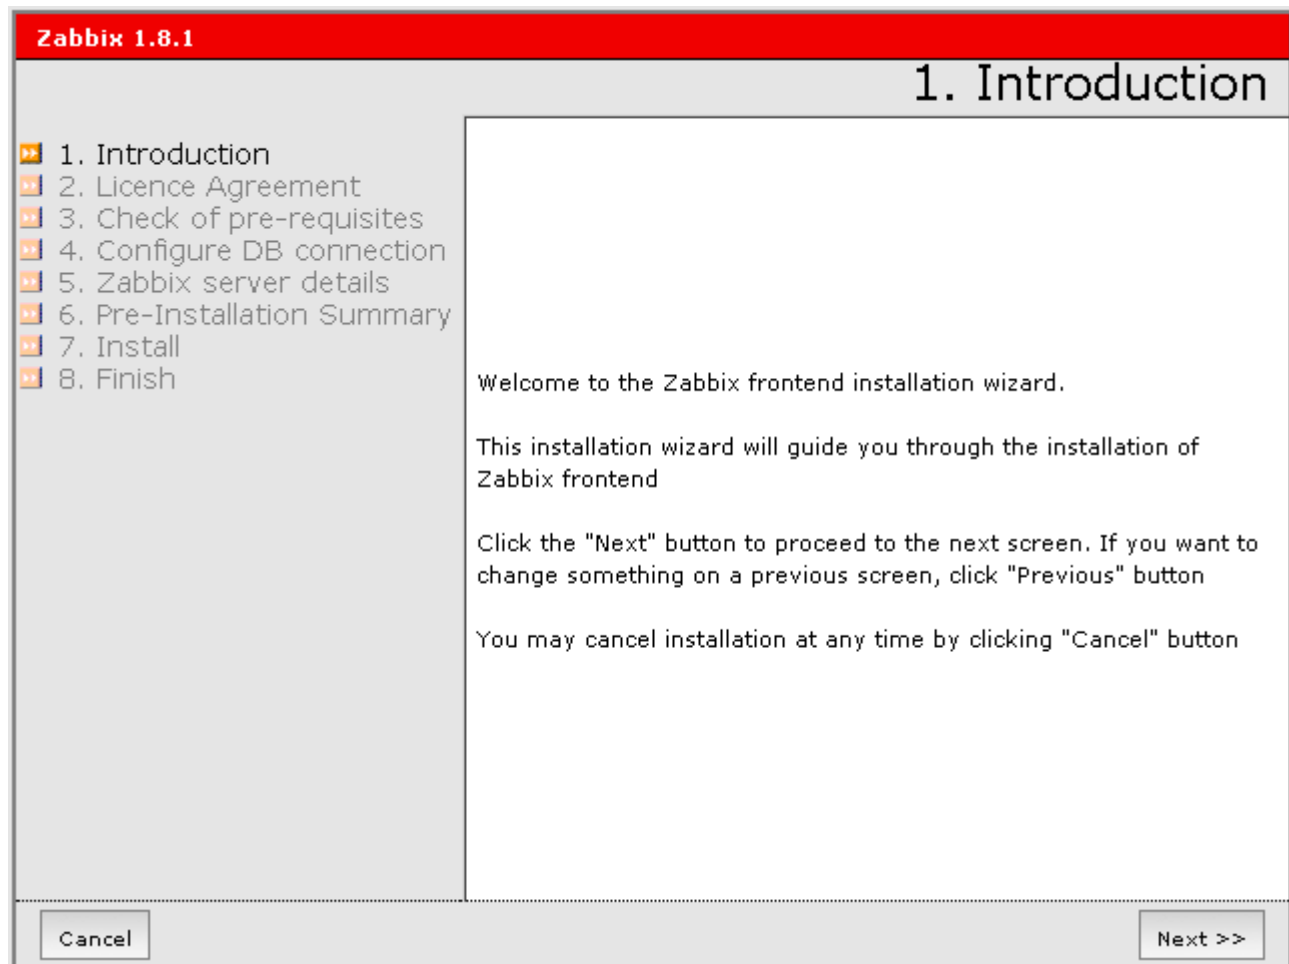 Zabbix 1.8.1
1. Introduction
1. Introduction
2. Licence Agreement
3. Check of pre-requisites
4. Configure DB connection
5. Zabbix server details
6. Pre-Installation Summary
7. Install
8. Finish
Welcome to the Zabbix frontend installation wizard.
This installation wizard will guide you through the installation of
Zabbix frontend
Click the "Next" button to proceed to the next screen. If you want to
change something on a previous screen, click "Previous" button
You may cancel installation at any time by clicking "Cancel" button
Cancel
Next >>